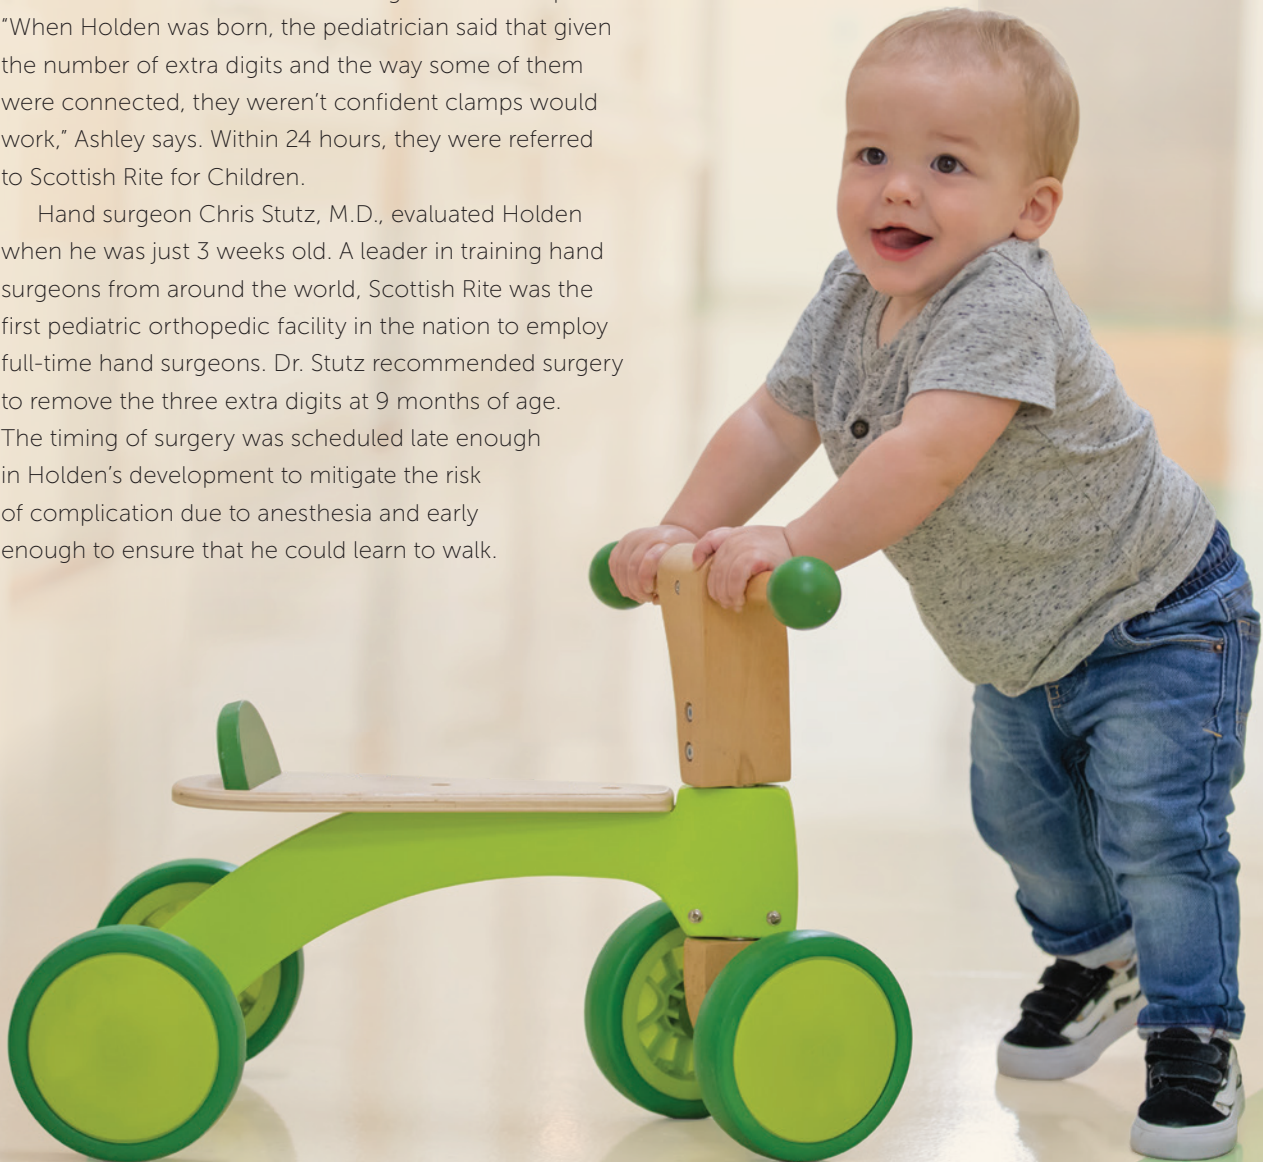 “When Holden was born, the pediatrician said that given
the number of extra digits and the way some of them
were connected, they weren’t confident clamps would
work,” Ashley says. Within 24 hours, they were referred
to Scottish Rite for Children.
Hand surgeon Chris Stutz, M.D., evaluated Holden
when he was just 3 weeks old. A leader in training hand
surgeons from around the world, Scottish Rite was the
first pediatric orthopedic facility in the nation to employ
full-time hand surgeons. Dr. Stutz recommended surgery
to remove the three extra digits at 9 months of age.
The timing of surgery was scheduled late enough
in Holden’s development to mitigate the risk
of complication due to anesthesia and early
enough to ensure that he could learn to walk.